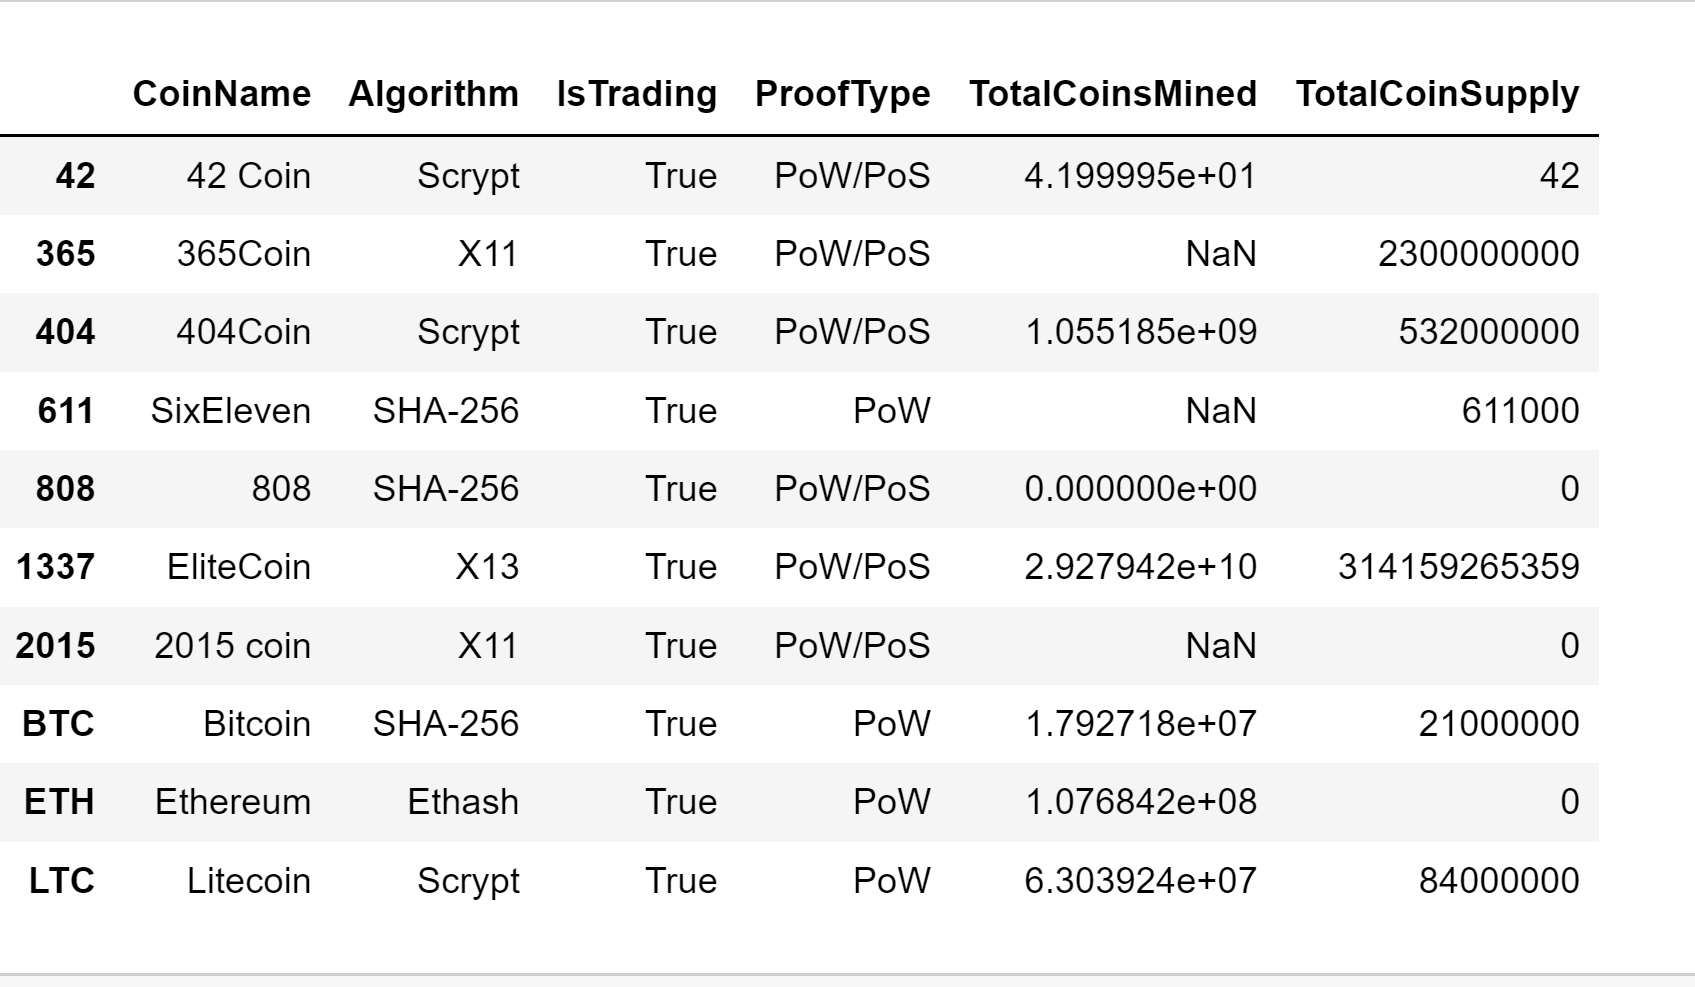 CoinName Algorithm IsTrading ProofType TotalCoinsMined TotalCoinSupply
42 42 Coin Scrypt True PoW/PoS 4.199995e+01 42
365 365Coin X11 True PoW/PoS NaN 2300000000
404 404Coin Scrypt True PoW/PoS 1.055185e+09 532000000
611 SixEleven SHA-256 True PoW NaN 611000
808 808 SHA-256 True PoW/PoS 0.000000e+00 0
1337 EliteCoin X13 True PoW/PoS 2.927942e+10 314159265359
2015 2015 coin X11 True PoW/PoS NaN 0
BTC Bitcoin SHA-256 True PoW 1.792718e+07 21000000
ETH Ethereum Ethash True PoW 1.076842e+08 0
LTC Litecoin Scrypt True PoW 6.303924e+07 84000000